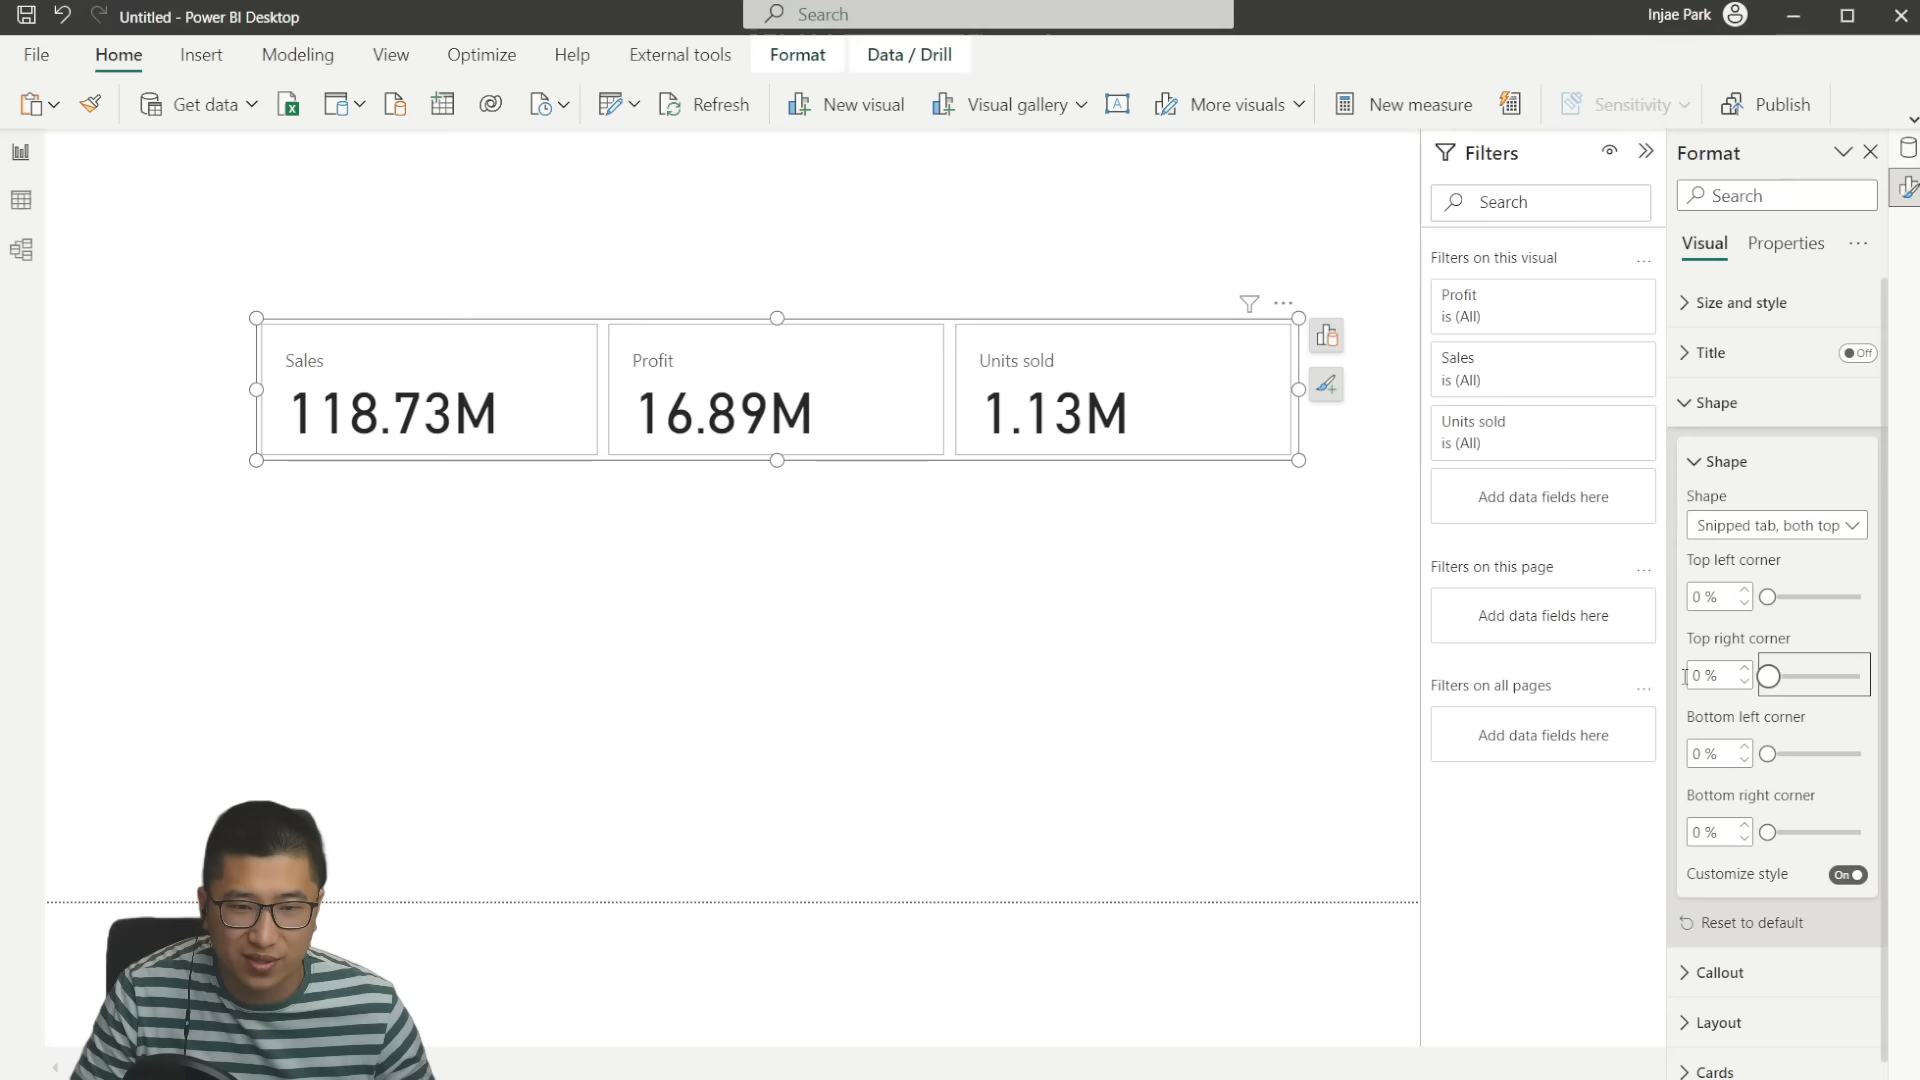 Untitled - Power BI Desktop
Search
Injae Park
File
Home
Insert
Modeling
View
Optimize
Help
External tools
Format
Data / Drill
Get data
Refresh
New visual
Visual gallery
More visuals
New measure
Sensitivity
Publish
Sales
118.73M
Profit
16.89M
Units sold
1.13M
Filters
Search
Filters on this visual
Profit
is (All)
Sales
is (All)
Units sold
is (All)
Add data fields here
Filters on this page
Add data fields here
Filters on all pages
Add data fields here
Format
Search
Visual
Properties
Size and style
Title
Off
Shape
Shape
Shape
Snipped tab, both top
Top left corner
0 %
Top right corner
0 %
Bottom left corner
0 %
Bottom right corner
0 %
Customize style
On
Reset to default
Callout
Layout
Cards